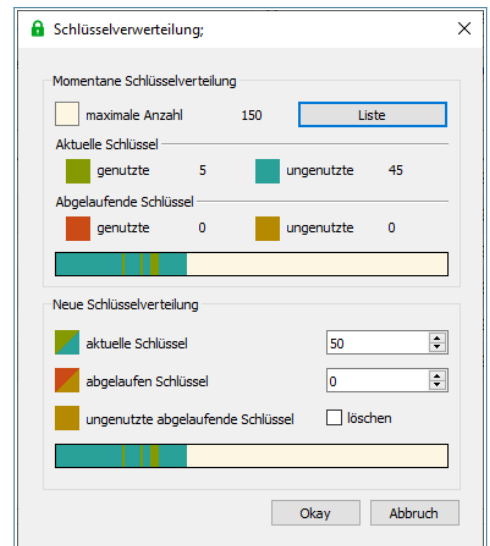 Schlüsselverwerteilung;
Momentane Schlüsselverteilung
maximale Anzahl 150 Liste
Aktuelle Schlüssel
genutzte 5 ungenutzte 45
Abgelaufende Schlüssel
genutzte 0 ungenutzte 0
Neue Schlüsselverteilung
aktuelle Schlüssel 50
abgelaufen Schlüssel 0
ungenutzte abgelaufende Schlüssel löschen
Okay Abbruch